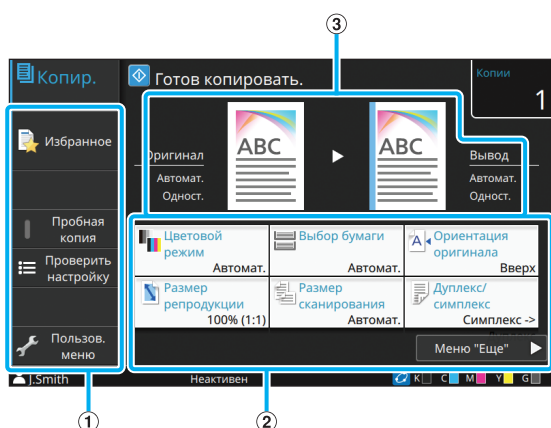 ③
Копир.
Готов копировать.
Копии
1
Избранное
Пробная
копия
Проверить
настройку
Пользов.
меню
Оригинал
Автомат.
Одност.
ABC
ABC
Вывод
Автомат.
Одност.
Цветовой
режим
Автомат.
Выбор бумаги
Автомат.
A
Ориентация
оригинала
Вверх
Размер
репродукции
100% (1:1)
Размер
сканирования
Автомат.
Дуплекс/
симплекс
Симплекс ->
Меню "Еще"
J.Smith
Неактивен
K C M Y G
① ②